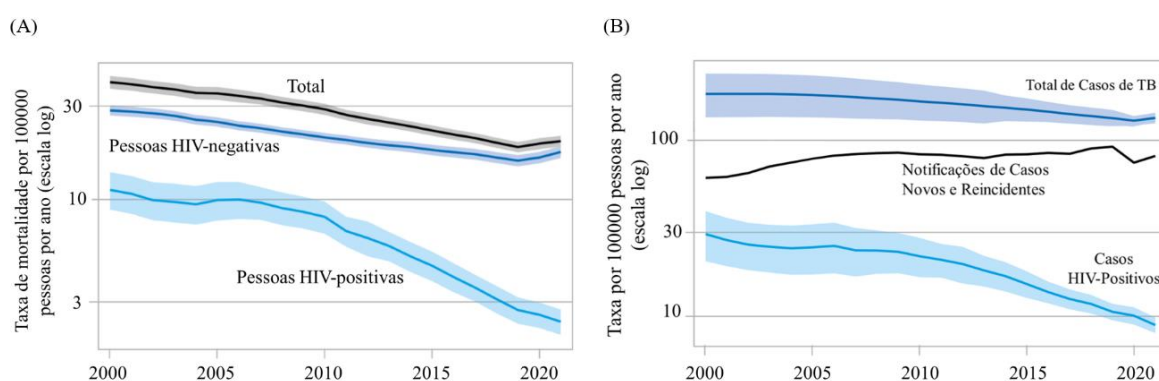 (A)
Taxa de mortalidade por 100000
pessoas por ano (escala log)
30
10
3
Total
Pessoas HIV-negativas
Pessoas HIV-positivas
2000 2005 2010 2015 2020
(B)
Taxa por 100000 pessoas por ano
(escala log)
100
30
10
Total de Casos de TB
Notificações de Casos
Novos e Reincidentes
Casos
HIV-Positivos
2000 2005 2010 2015 2020